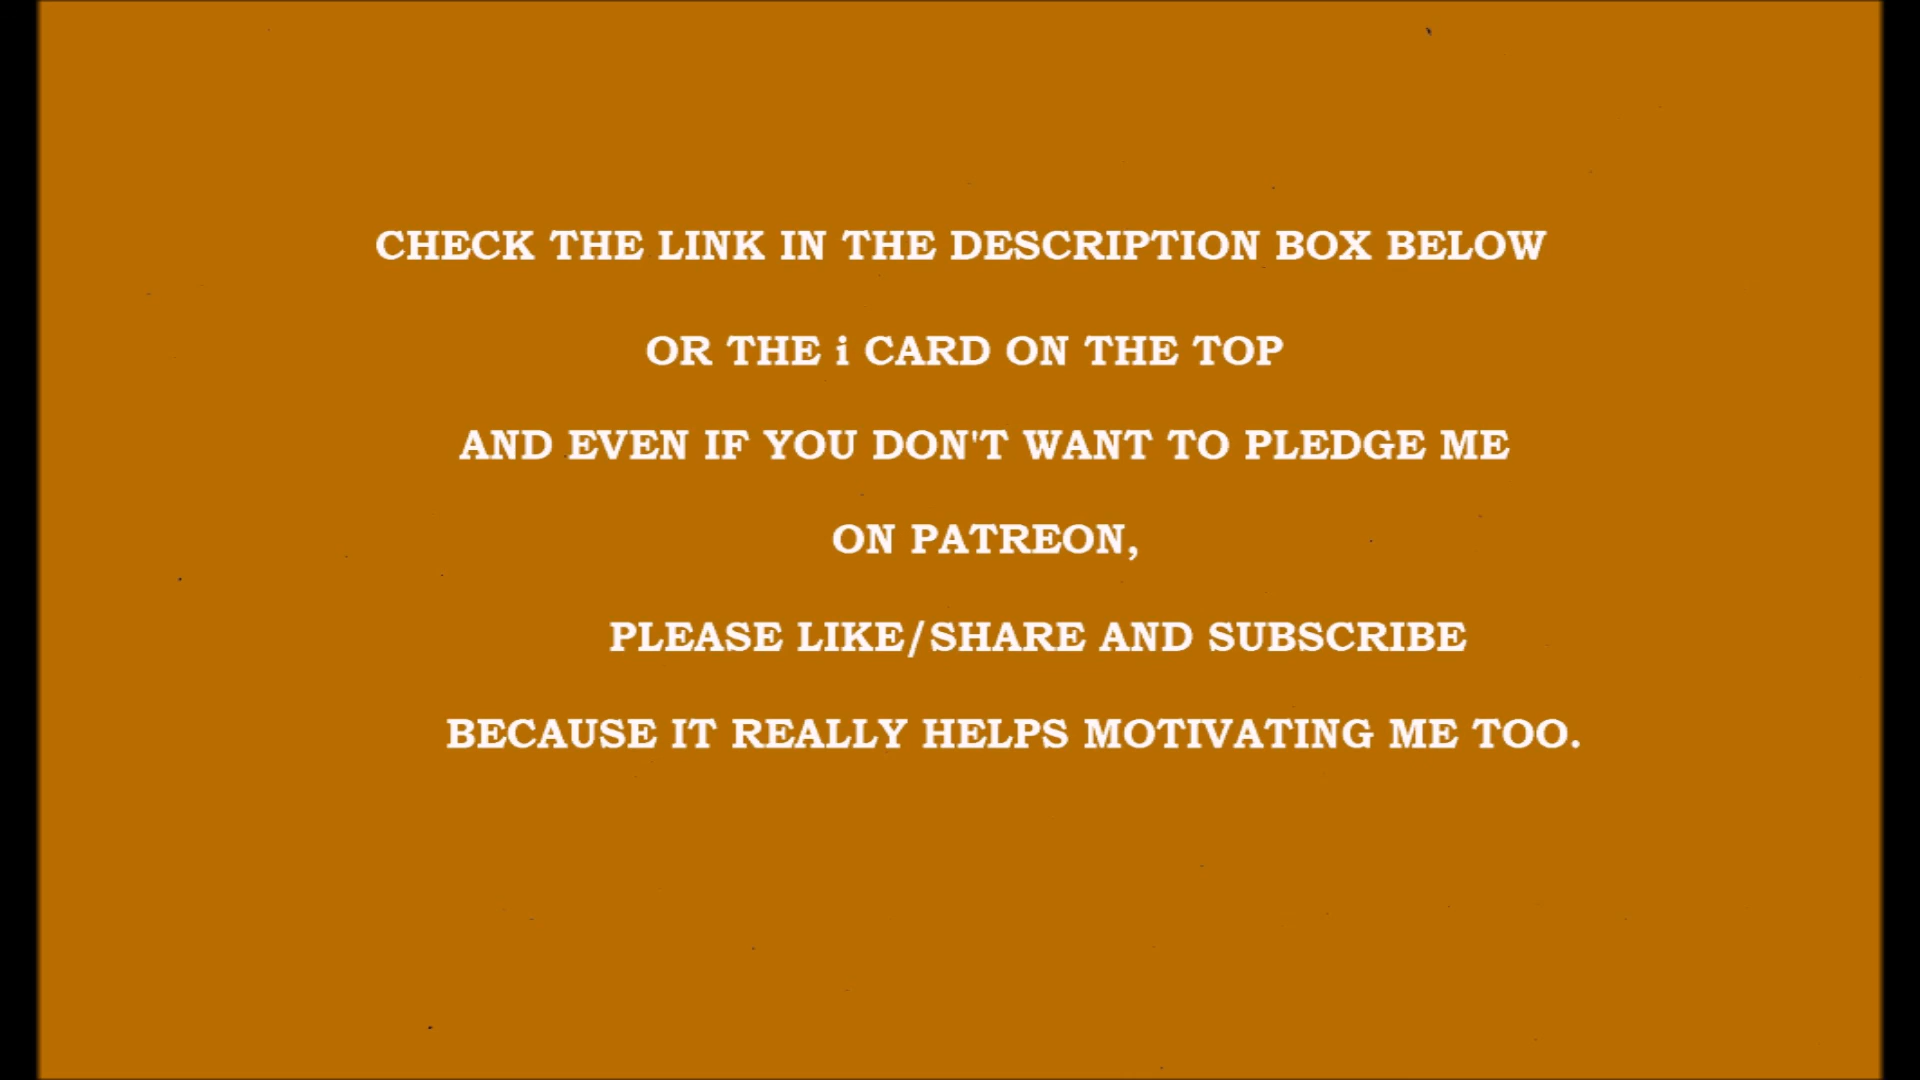 CHECK THE LINK IN THE DESCRIPTION BOX BELOW
OR THE i CARD ON THE TOP
AND EVEN IF YOU DON'T WANT TO PLEDGE ME
ON PATREON,
PLEASE LIKE/SHARE AND SUBSCRIBE
BECAUSE IT REALLY HELPS MOTIVATING ME TOO.